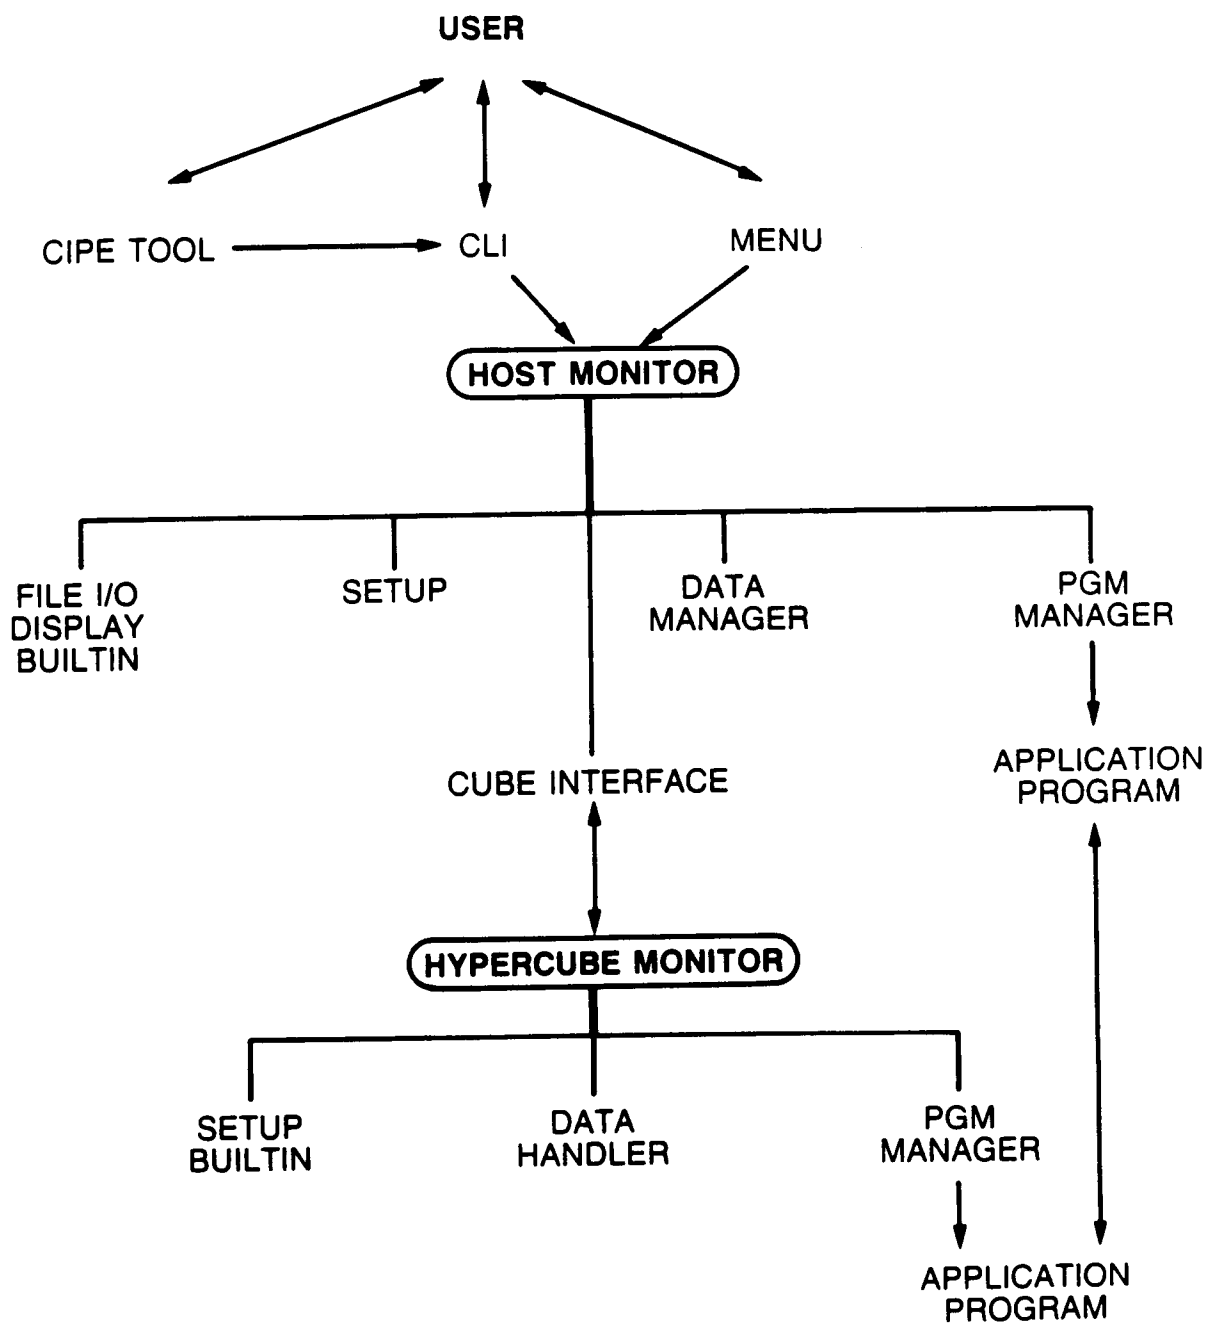 USER
CIPE TOOL
CLI
MENU
HOST MONITOR
FILE I/O
DISPLAY
BUILTIN
SETUP
DATA
MANAGER
PGM
MANAGER
APPLICATION
PROGRAM
CUBE INTERFACE
HYPERCUBE MONITOR
SETUP
BUILTIN
DATA
HANDLER
PGM
MANAGER
APPLICATION
PROGRAM